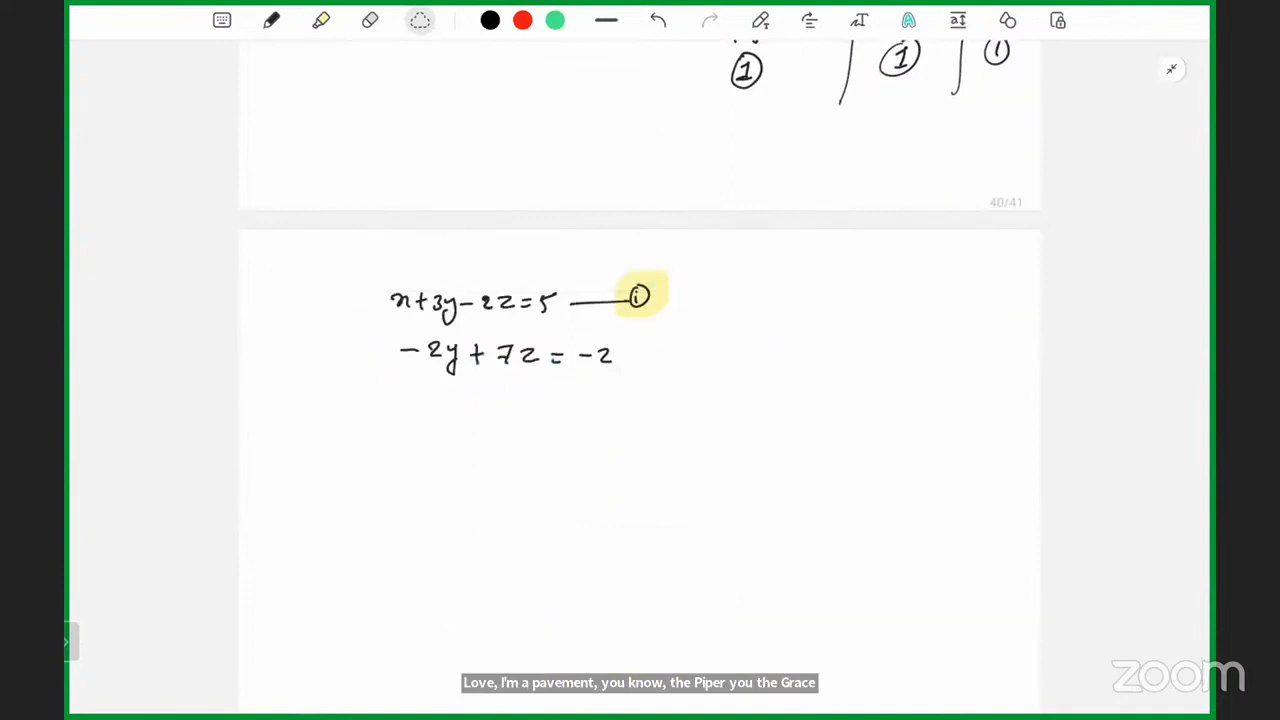 ① ① ①
40/41
x+3y-2z=5 —— ⓘ
-2y+7z=-2
Love, I'm a pavement, you know, the Piper you the Grace
zoom